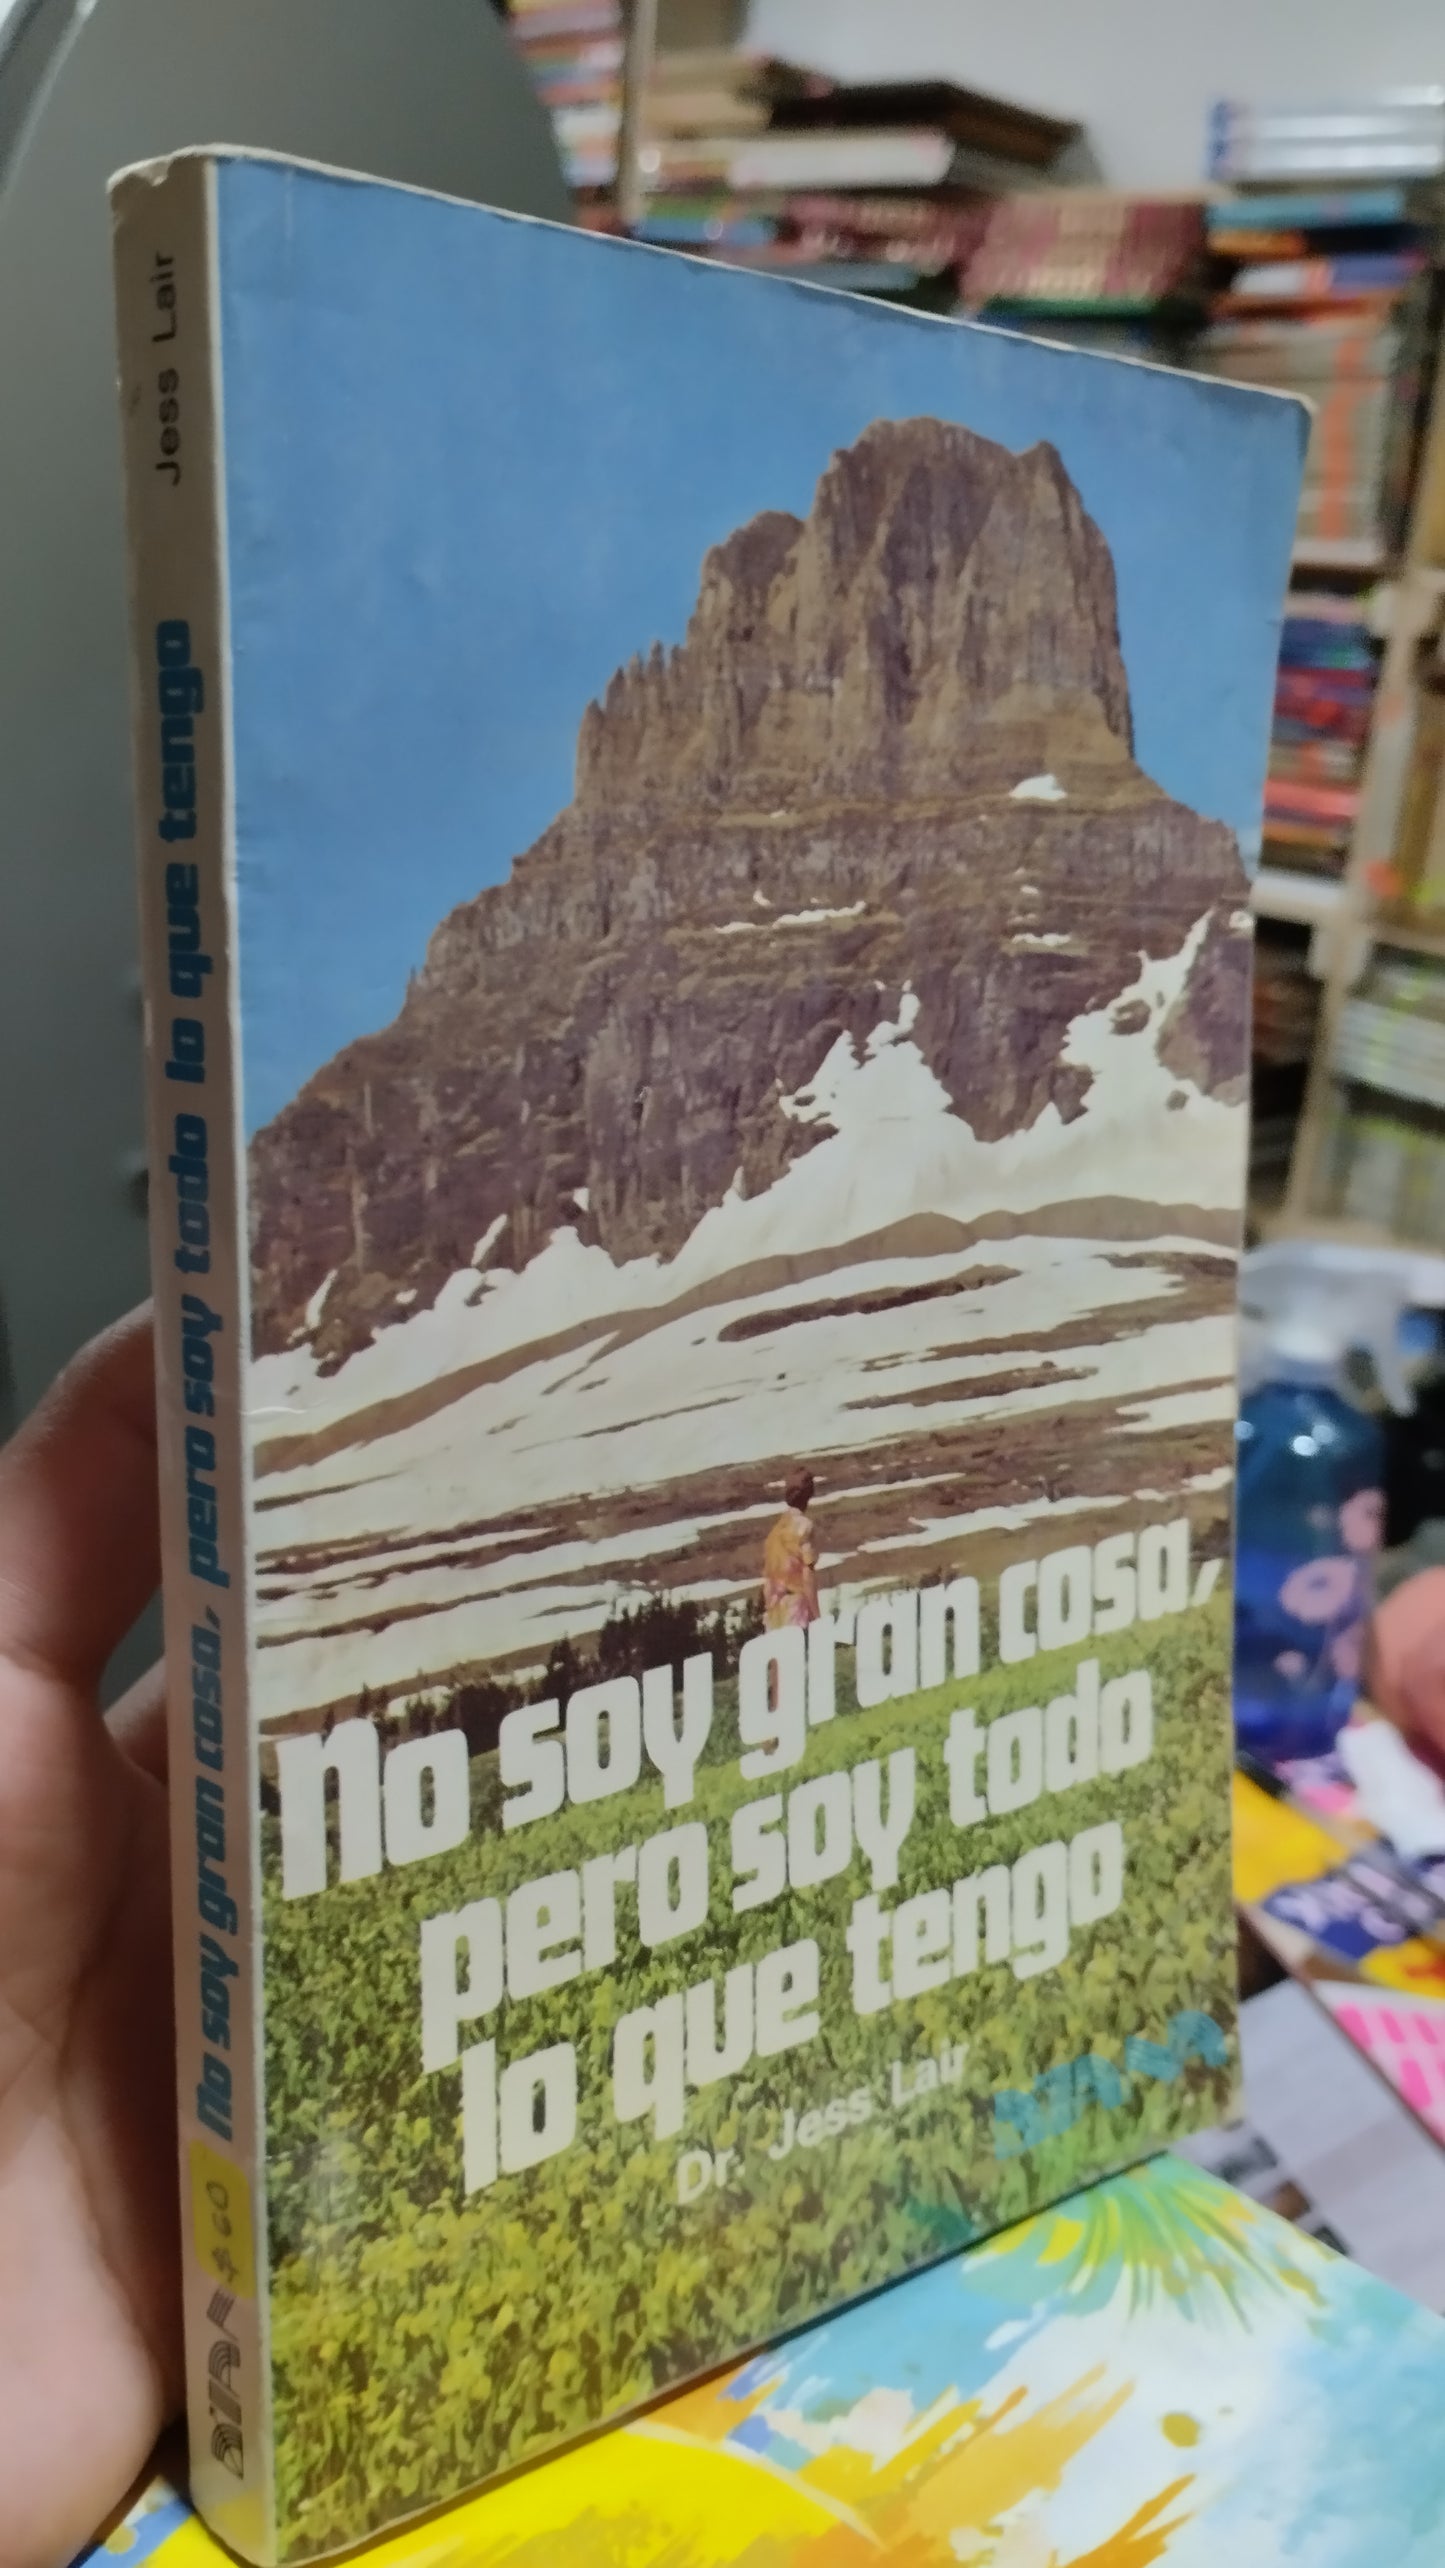 Jess Lair
No soy gran cosa, pero soy todo lo que tengo
$ 60
No soy gran cosa,
pero soy todo
lo que tengo
Dr. Jess Lair
DIANA